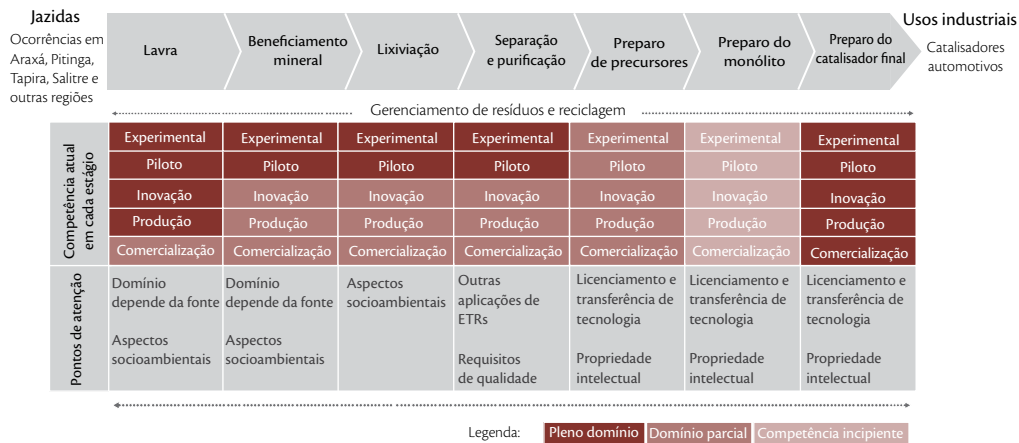 Jazidas
Ocorrências em
Araxá, Pitinga,
Tapira, Salitre e
outras regiões
Lavra
Beneficiamento
mineral
Lixiviação
Separação
e purificação
Preparo
de precursores
Preparo do
monólito
Preparo do
catalisador final
Usos industriais
Catalisadores
automotivos
Gerenciamento de resíduos e reciclagem
Competência atual
em cada estágio
Experimental Experimental Experimental Experimental Experimental Experimental Experimental
Piloto Piloto Piloto Piloto Piloto Piloto Piloto
Inovação Inovação Inovação Inovação Inovação Inovação Inovação
Produção Produção Produção Produção Produção Produção Produção
Comercialização Comercialização Comercialização Comercialização Comercialização Comercialização Comercialização
Pontos de atenção
Domínio
depende da fonte
Aspectos
socioambientais
Domínio
depende da fonte
Aspectos
socioambientais
Aspectos
socioambientais
Outras
aplicações de
ETRs
Requisitos
de qualidade
Licenciamento e
transferência de
tecnologia
Propriedade
intelectual
Licenciamento e
transferência de
tecnologia
Propriedade
intelectual
Licenciamento e
transferência de
tecnologia
Propriedade
intelectual
Legenda: Pleno domínio Domínio parcial Competência incipiente